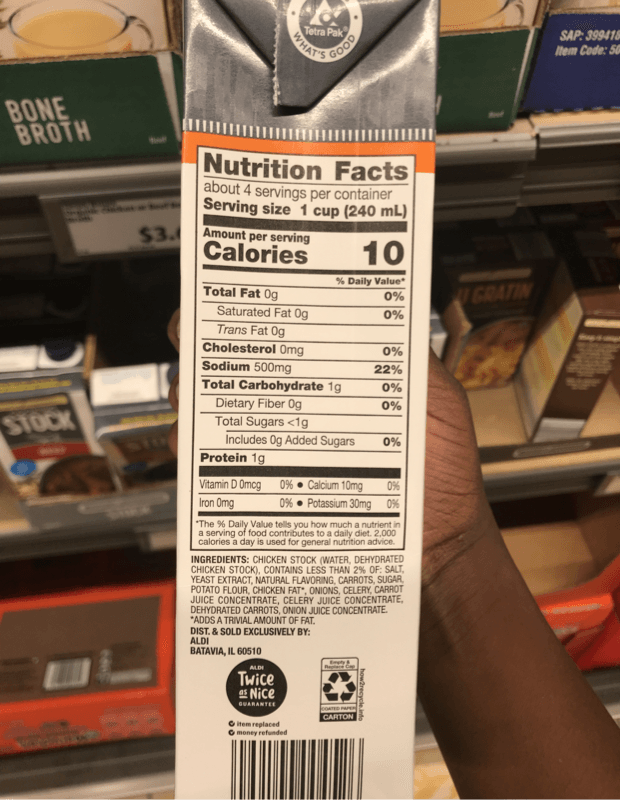 Tetra Pak®
WHAT'S GOOD
SAP: 399418
Item Code: 50
BONE
BROTH
Beef
Nutrition Facts
about 4 servings per container
Serving size 1 cup (240 mL)
Amount per serving
Calories 10
% Daily Value*
Total Fat 0g 0%
Saturated Fat 0g 0%
Trans Fat 0g
Cholesterol 0mg 0%
Sodium 500mg 22%
Total Carbohydrate 1g 0%
Dietary Fiber 0g 0%
Total Sugars <1g
Includes 0g Added Sugars 0%
Protein 1g
Vitamin D 0mcg 0% • Calcium 10mg 0%
Iron 0mg 0% • Potassium 30mg 0%
*The % Daily Value tells you how much a nutrient in
a serving of food contributes to a daily diet. 2,000
calories a day is used for general nutrition advice.
INGREDIENTS: CHICKEN STOCK (WATER, DEHYDRATED
CHICKEN STOCK), CONTAINS LESS THAN 2% OF: SALT,
YEAST EXTRACT, NATURAL FLAVORING, CARROTS, SUGAR,
POTATO FLOUR, CHICKEN FAT*, ONIONS, CELERY, CARROT
JUICE CONCENTRATE, CELERY JUICE CONCENTRATE,
DEHYDRATED CARROTS, ONION JUICE CONCENTRATE.
*ADDS A TRIVIAL AMOUNT OF FAT.
DIST. & SOLD EXCLUSIVELY BY:
ALDI
BATAVIA, IL 60510
ALDI
Twice
as Nice
GUARANTEE
item replaced
money refunded
Empty &
Replace Cap
COATED PAPER
CARTON
how2recycle.info
$3.
STOCK
GRATIN